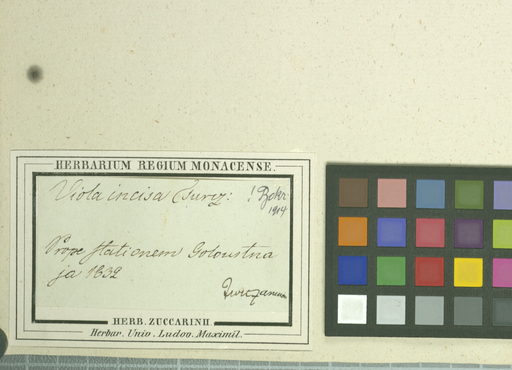 HERBARIUM REGIUM MONACENSE.
Viola incisa Turcz: ! Bckr
1914
Prope stationem Goloustna
ja 1832
Turczaninow
HERB. ZUCCARINII
Herbar. Univ. Ludov. Maximil.